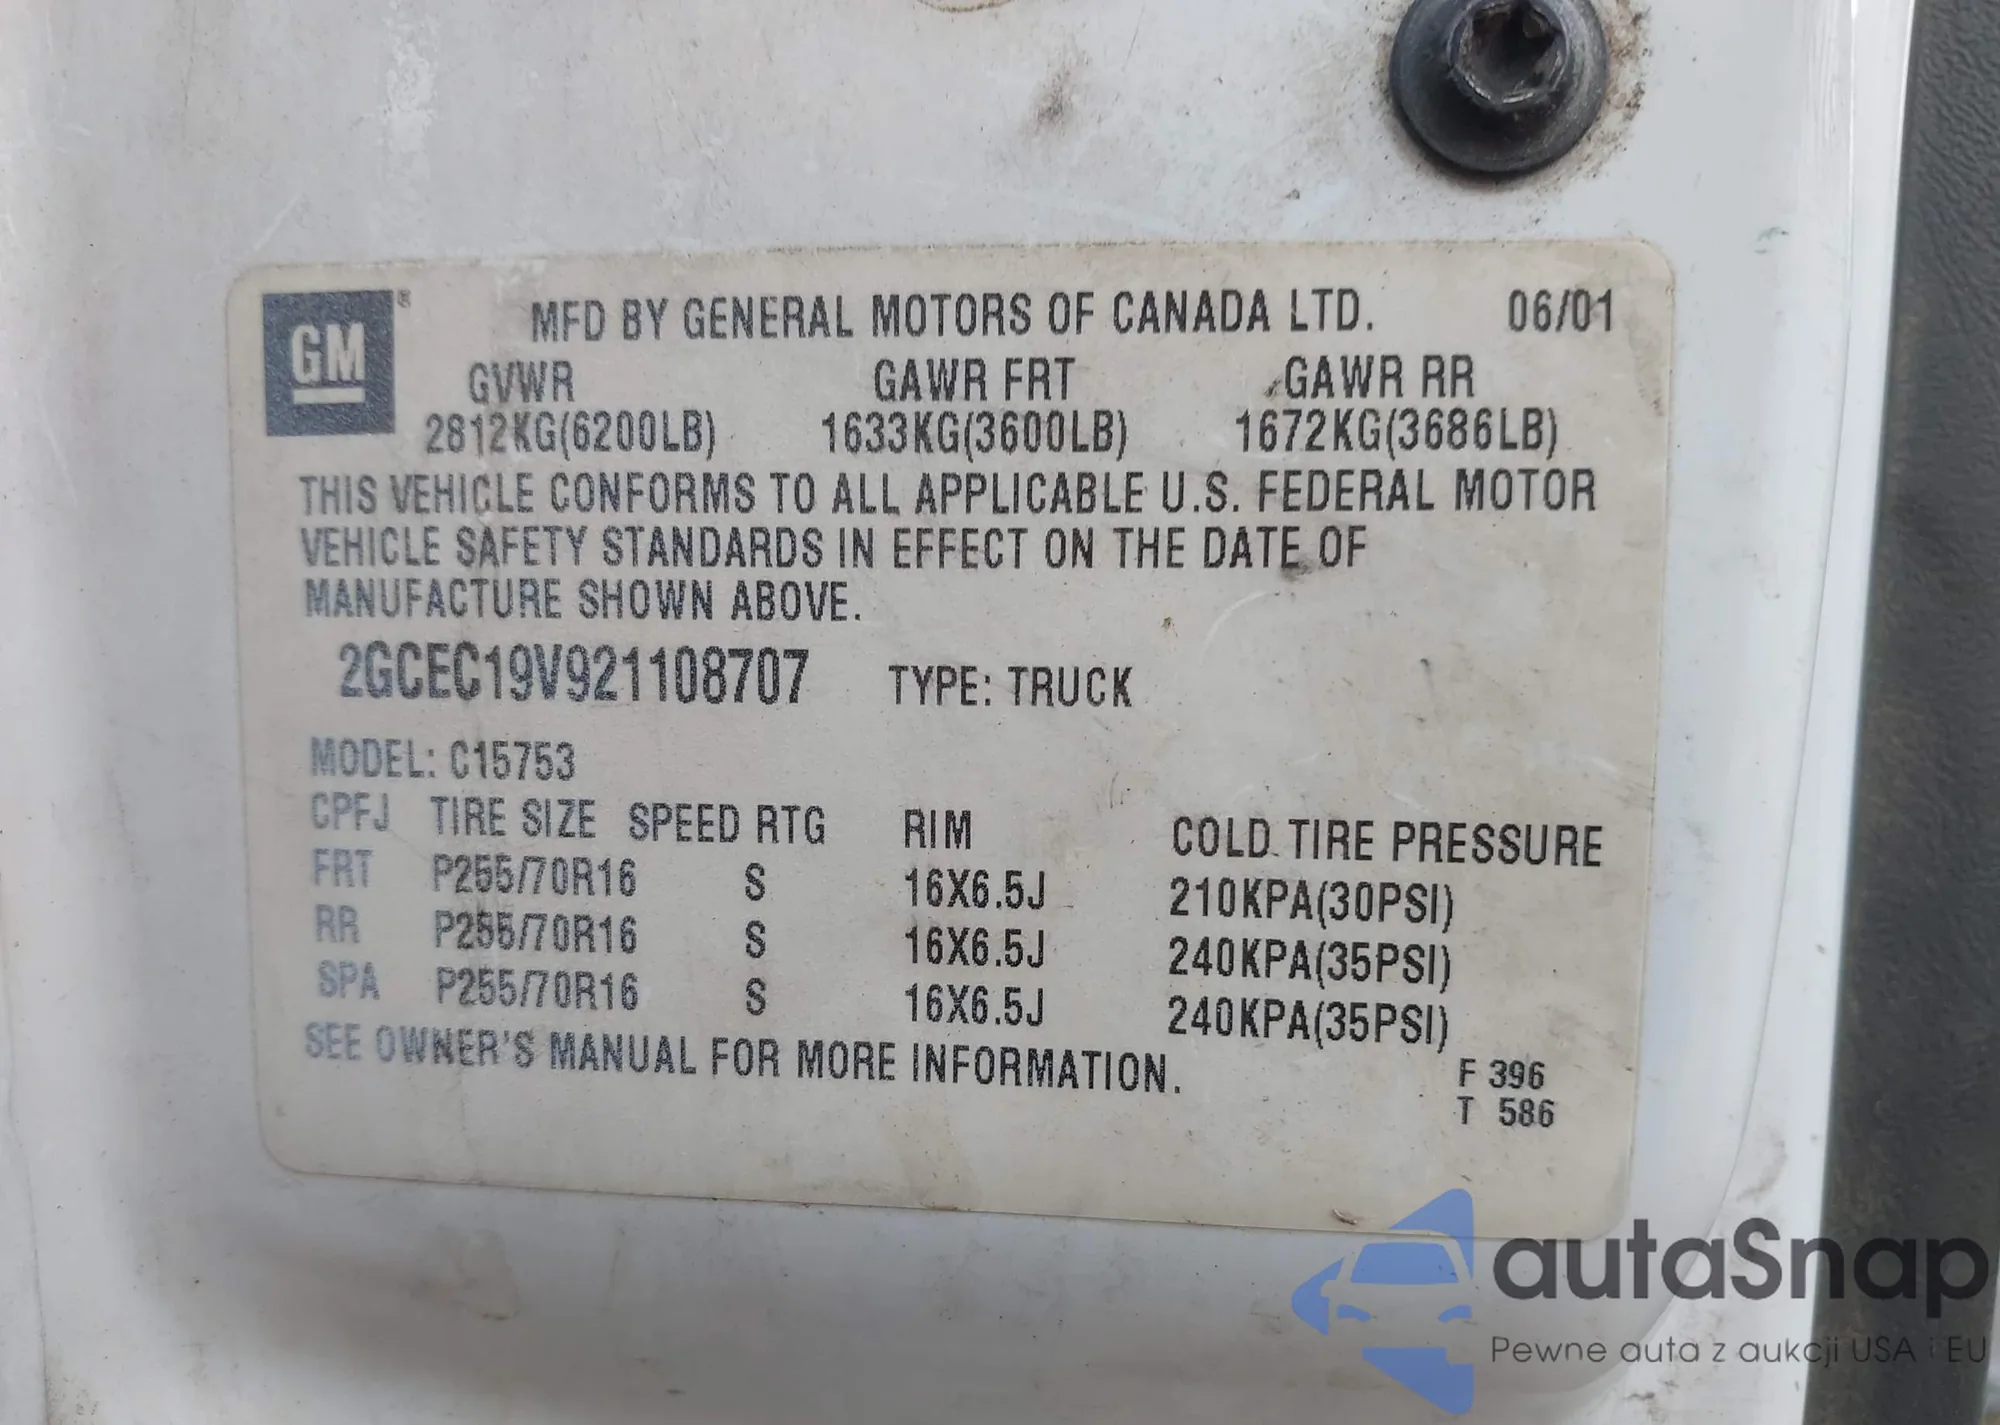 GM ®
MFD BY GENERAL MOTORS OF CANADA LTD. 06/01
GVWR GAWR FRT GAWR RR
2812KG(6200LB) 1633KG(3600LB) 1672KG(3686LB)
THIS VEHICLE CONFORMS TO ALL APPLICABLE U.S. FEDERAL MOTOR
VEHICLE SAFETY STANDARDS IN EFFECT ON THE DATE OF
MANUFACTURE SHOWN ABOVE.
2GCEC19V921108707 TYPE: TRUCK
MODEL: C15753
CPFJ TIRE SIZE SPEED RTG RIM COLD TIRE PRESSURE
FRT P255/70R16 S 16X6.5J 210KPA(30PSI)
RR P255/70R16 S 16X6.5J 240KPA(35PSI)
SPA P255/70R16 S 16X6.5J 240KPA(35PSI)
SEE OWNER'S MANUAL FOR MORE INFORMATION.
F 396
T 586
autaSnap
Pewne auta z aukcji USA i EU